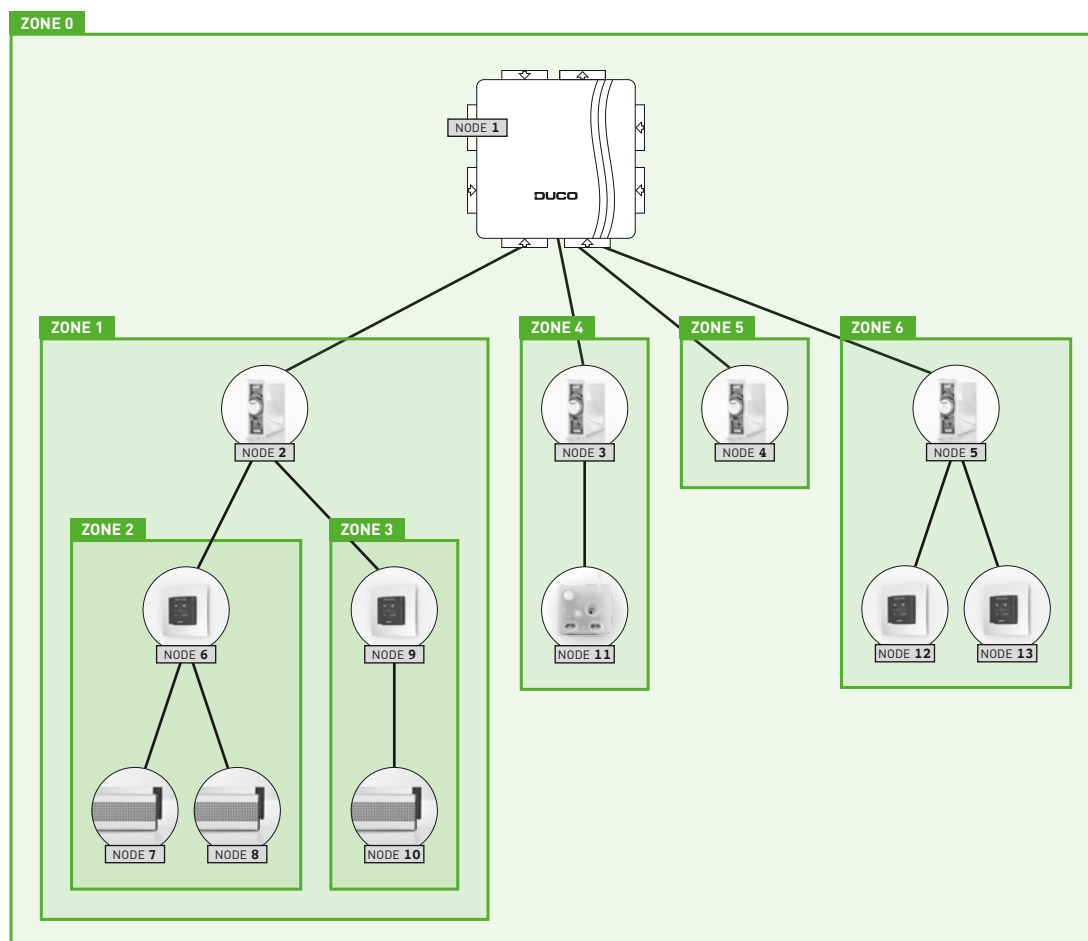 ZONE 0
NODE 1
DUCO
ZONE 1
ZONE 4
ZONE 5
ZONE 6
NODE 2
NODE 3
NODE 4
NODE 5
ZONE 2
ZONE 3
NODE 6
NODE 9
NODE 11
NODE 12
NODE 13
NODE 7
NODE 8
NODE 10